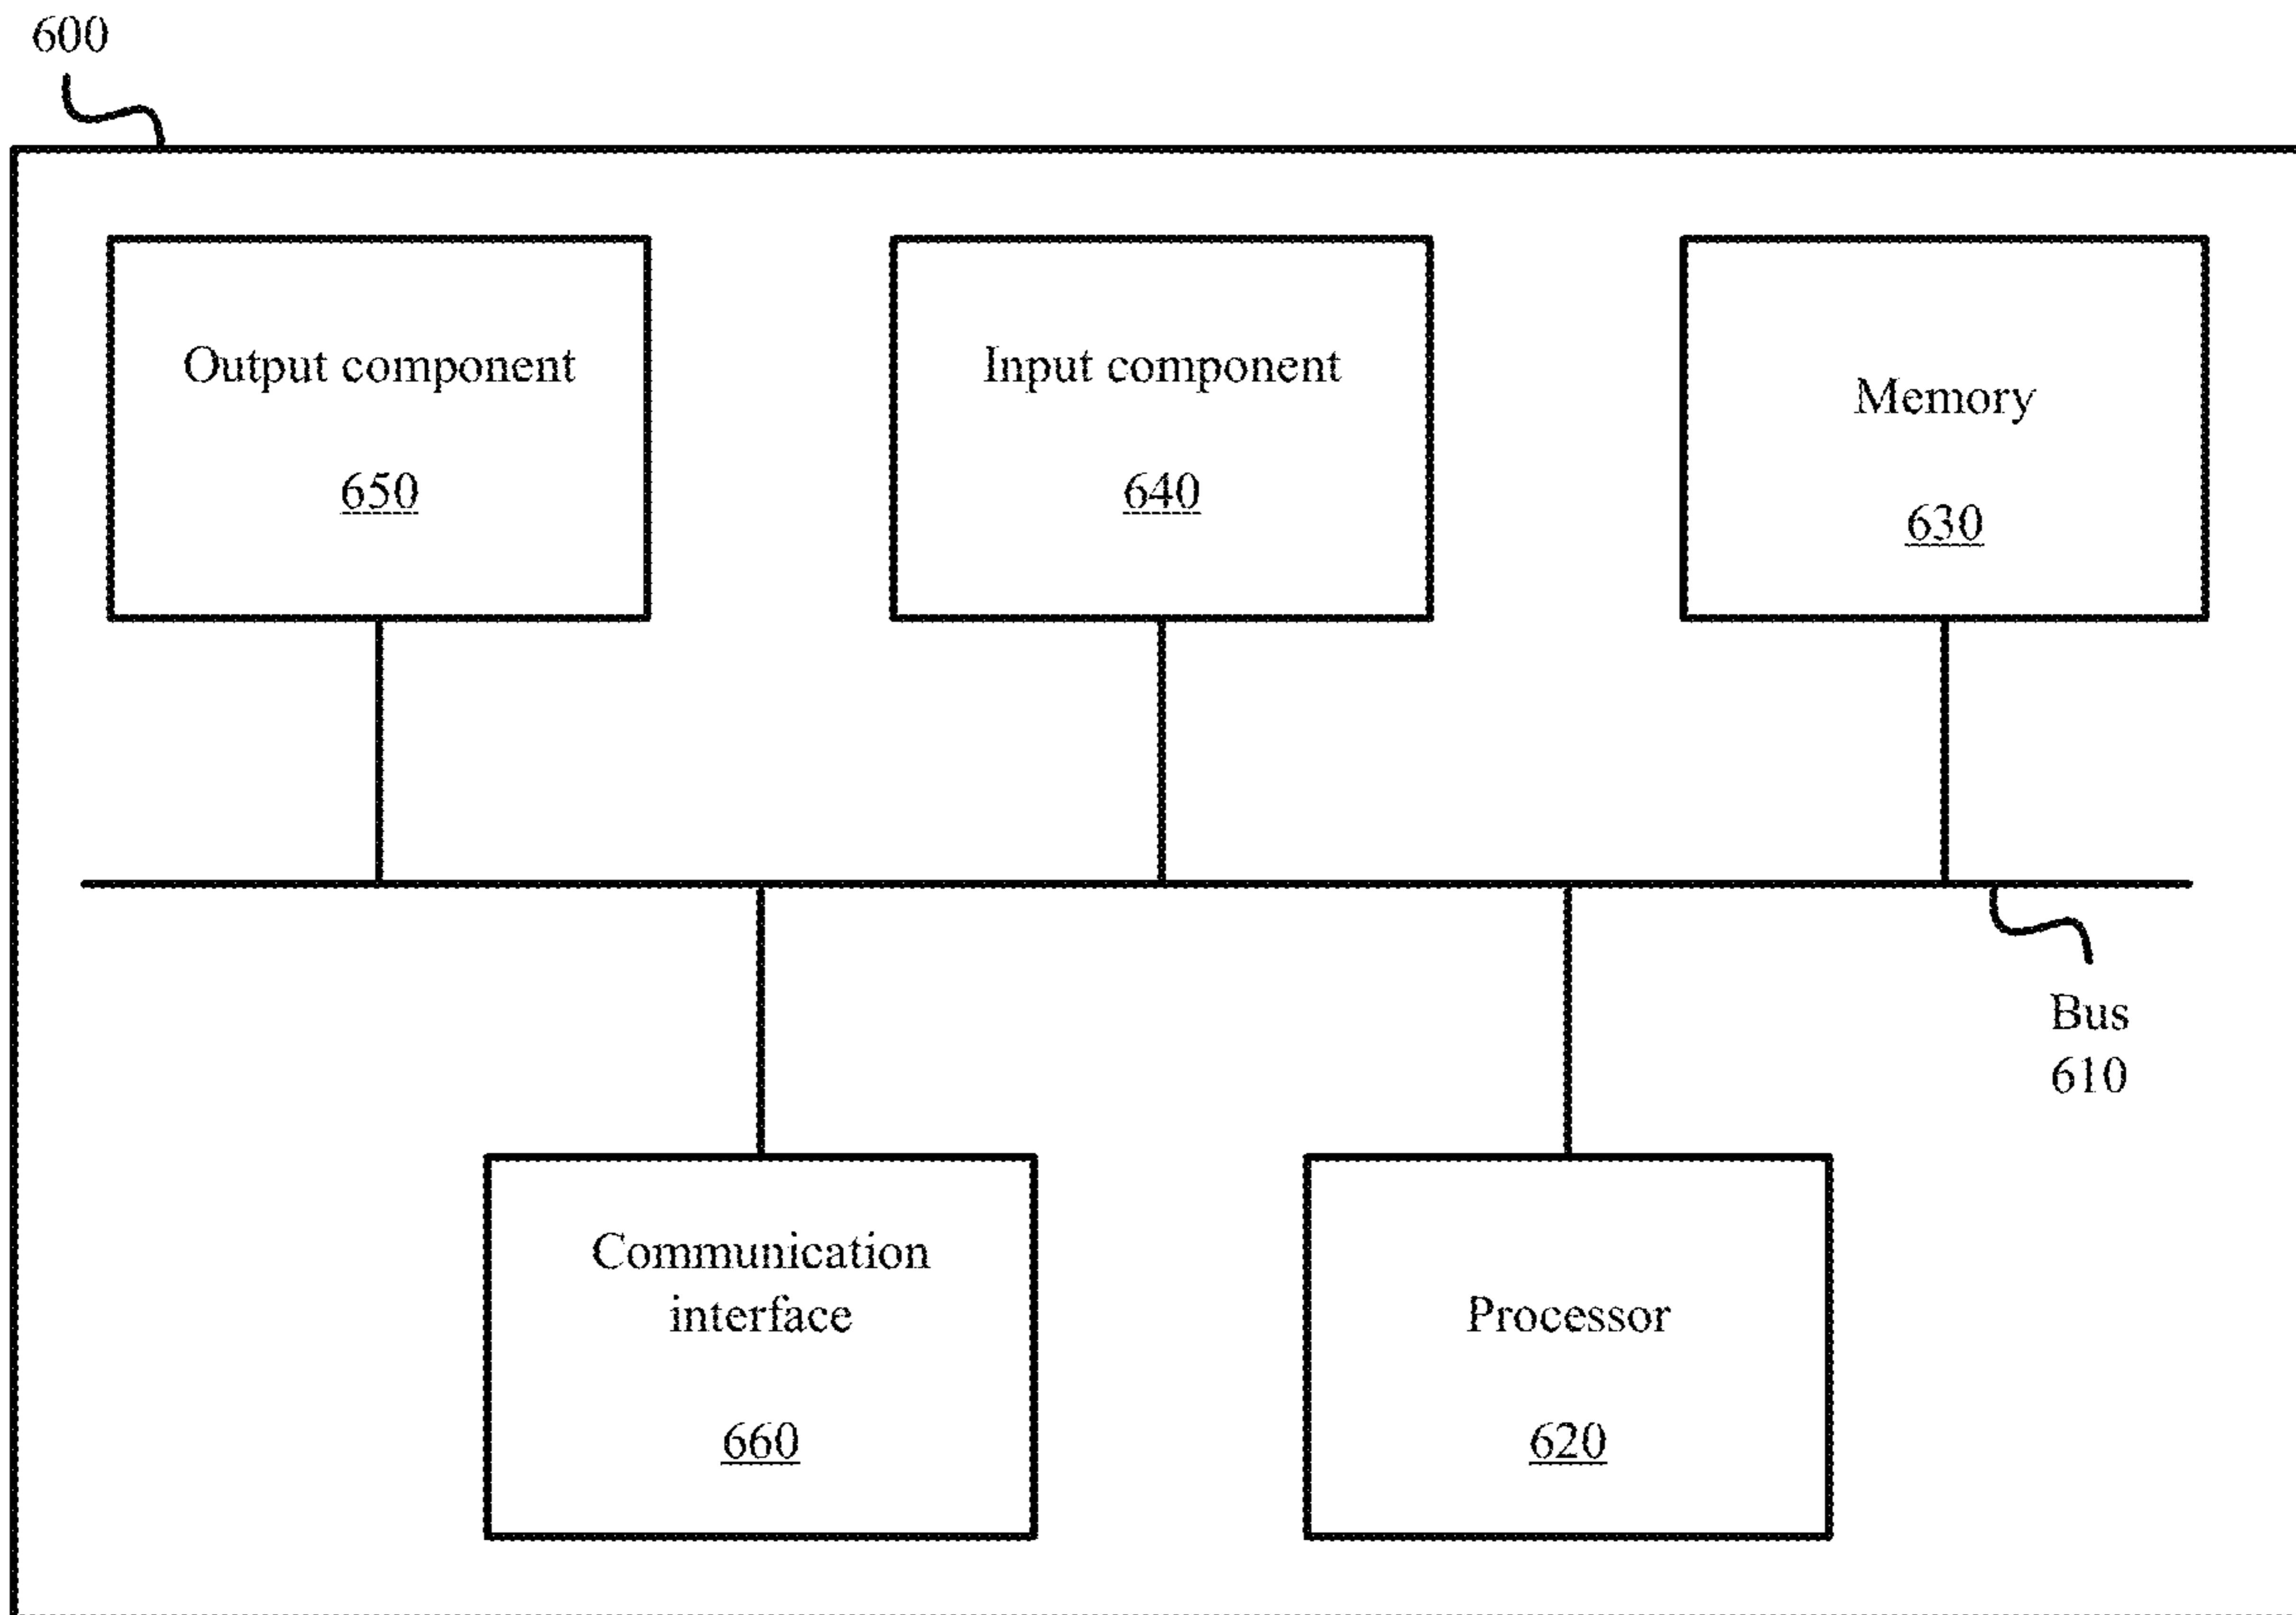 600
Output component
650
Input component
640
Memory
630
Bus
610
Communication
interface
660
Processor
620